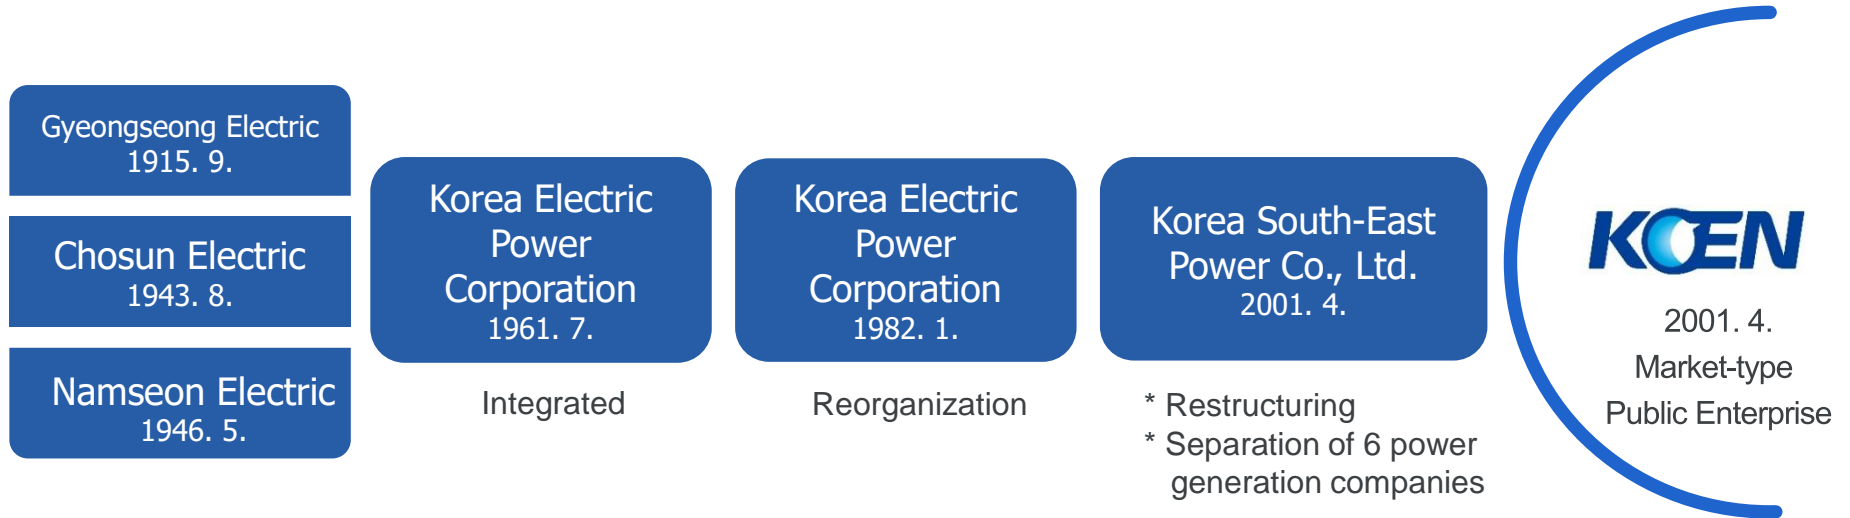 Gyeongseong Electric
1915. 9.
Chosun Electric
1943. 8.
Namseon Electric
1946. 5.
Korea Electric
Power
Corporation
1961. 7.
Integrated
Korea Electric
Power
Corporation
1982. 1.
Reorganization
Korea South-East
Power Co., Ltd.
2001. 4.
* Restructuring
* Separation of 6 power
generation companies
KOEN
2001. 4.
Market-type
Public Enterprise